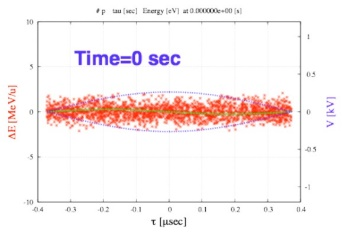 # p tau [sec] Energy [eV] at 0.000000e+00 [s]
Time=0 sec
10
5
0
-5
-10
ΔE [MeV/u]
1
0.5
0
-0.5
-1
V [kV]
-0.4 -0.3 -0.2 -0.1 0 0.1 0.2 0.3 0.4
τ [μsec]